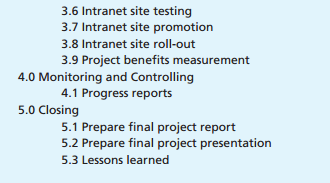 3.6 Intranet site testing
3.7 Intranet site promotion
3.8 Intranet site roll-out
3.9 Project benefits measurement
4.0 Monitoring and Controlling
4.1 Progress reports
5.0 Closing
5.1 Prepare final project report
5.2 Prepare final project presentation
5.3 Lessons learned